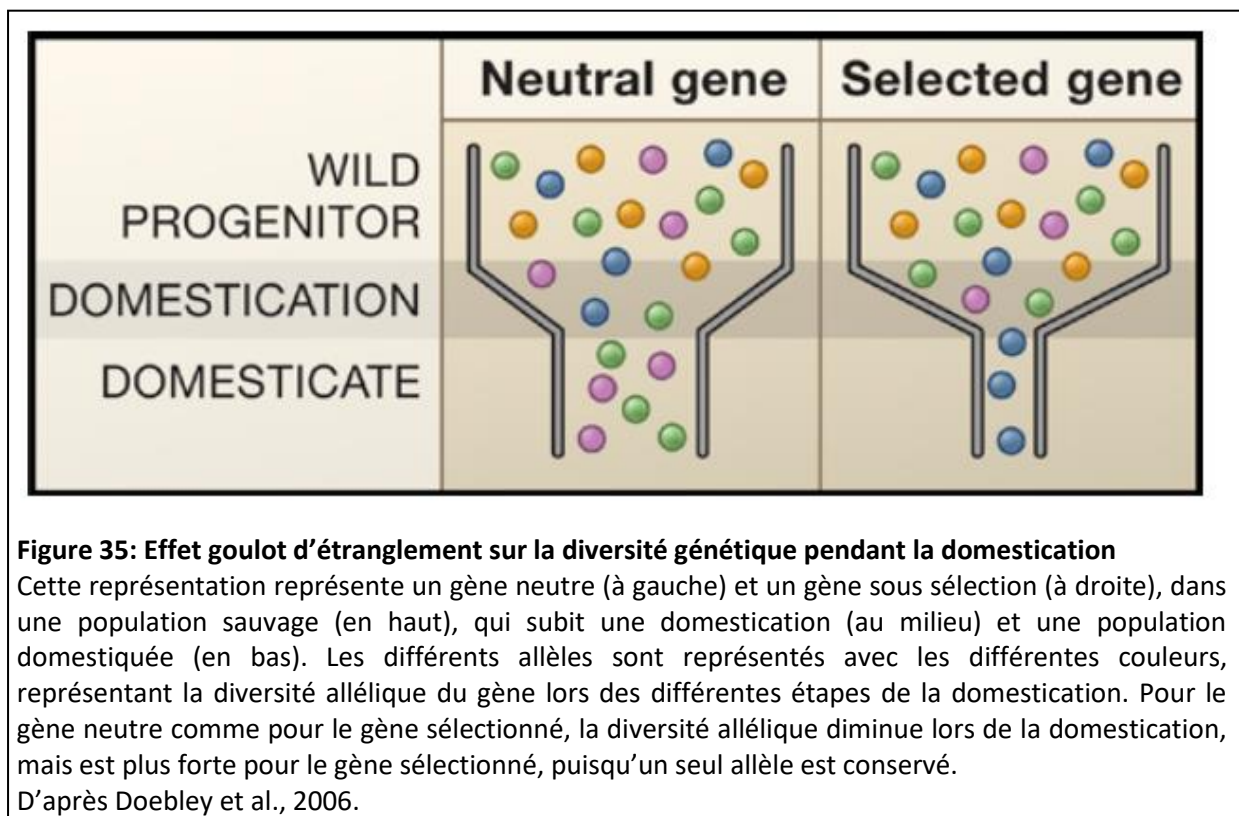 Neutral gene
Selected gene
WILD
PROGENITOR
DOMESTICATION
DOMESTICATE
Figure 35: Effet goulot d’étranglement sur la diversité génétique pendant la domestication
Cette représentation représente un gène neutre (à gauche) et un gène sous sélection (à droite), dans
une population sauvage (en haut), qui subit une domestication (au milieu) et une population
domestiquée (en bas). Les différents allèles sont représentés avec les différentes couleurs,
représentant la diversité allélique du gène lors des différentes étapes de la domestication. Pour le
gène neutre comme pour le gène sélectionné, la diversité allélique diminue lors de la domestication,
mais est plus forte pour le gène sélectionné, puisqu’un seul allèle est conservé.
D’après Doebley et al., 2006.